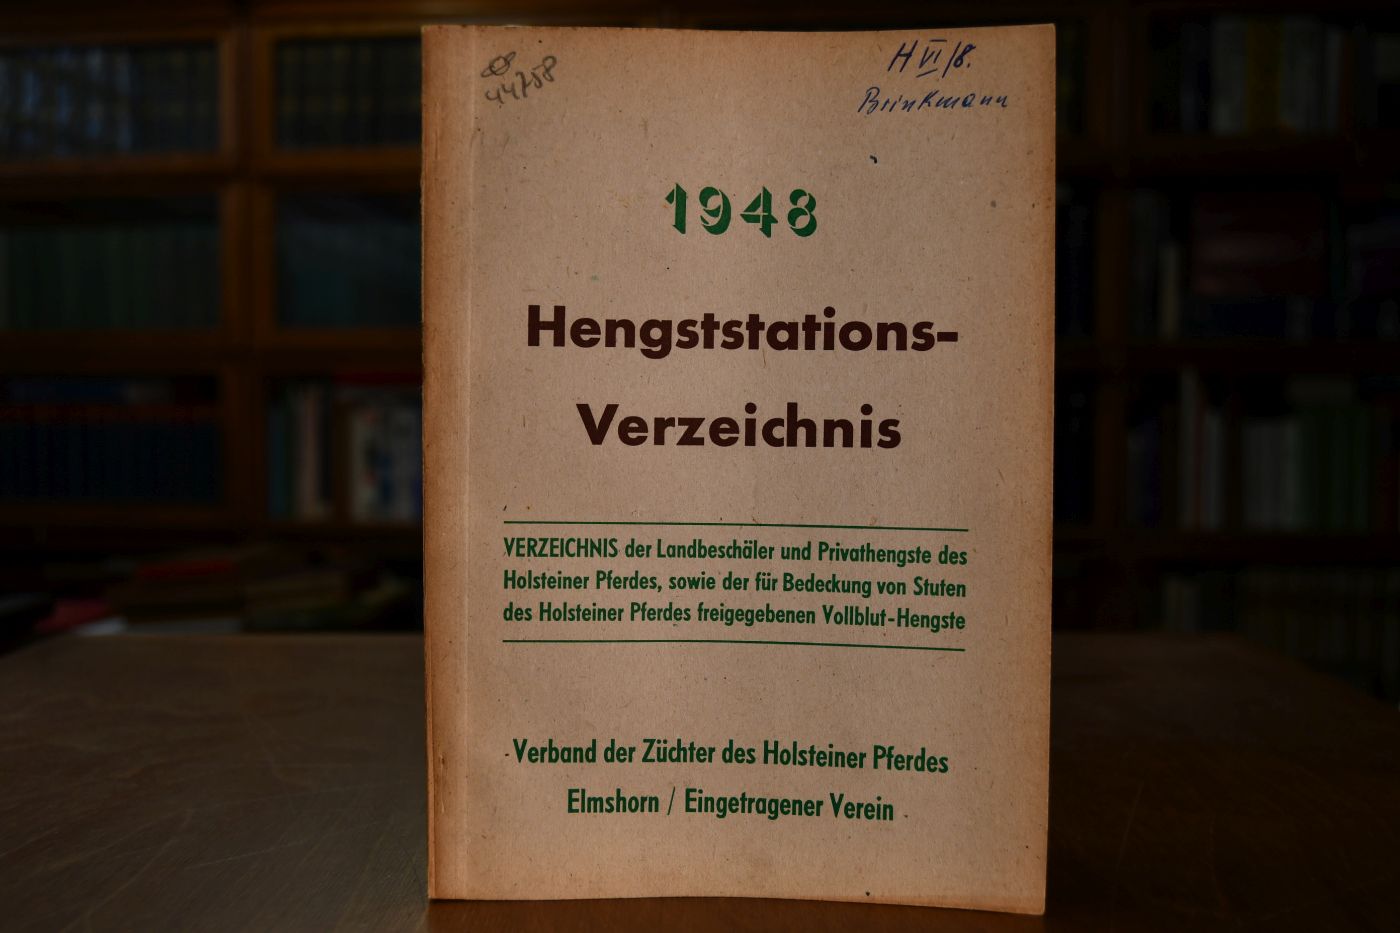 44758
H VI/8.
Brinkmann
1948
Hengststations-
Verzeichnis
VERZEICHNIS der Landbeschäler und Privathengste des
Holsteiner Pferdes, sowie der für Bedeckung von Stuten
des Holsteiner Pferdes freigegebenen Vollblut-Hengste
Verband der Züchter des Holsteiner Pferdes
Elmshorn / Eingetragener Verein